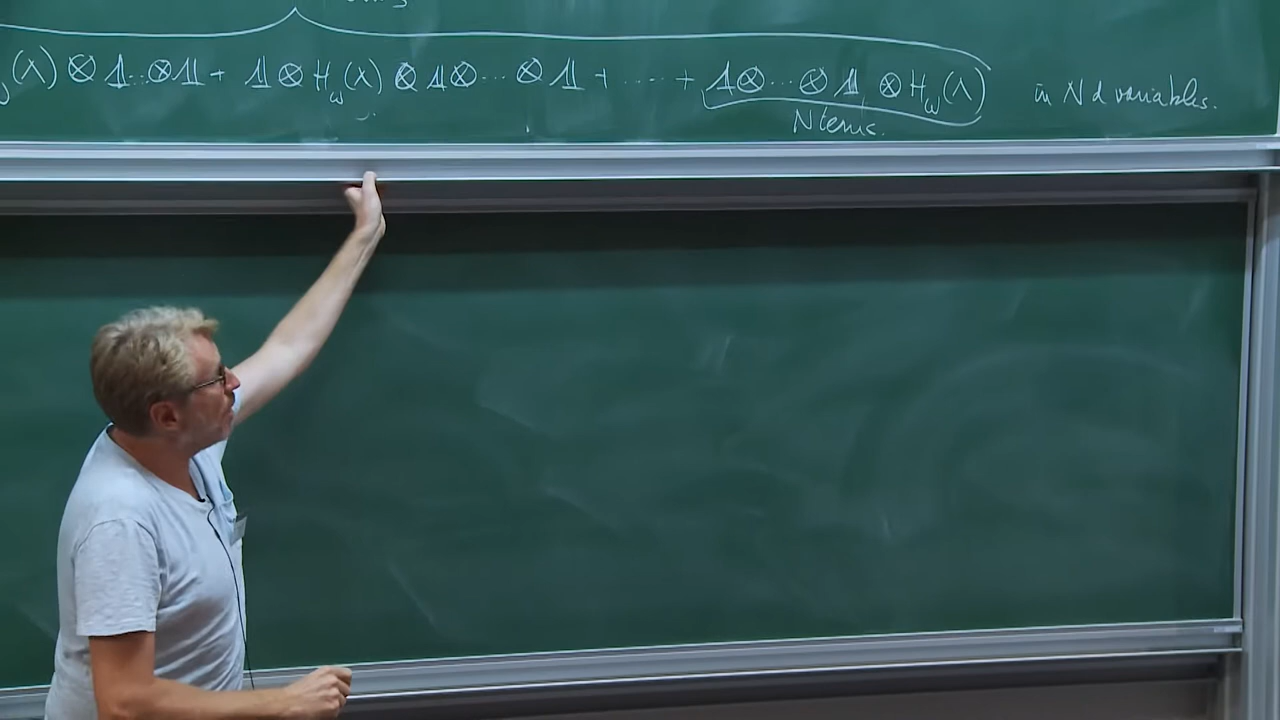 (Λ) ⊗ 𝟙 … ⊗ 𝟙 + 𝟙 ⊗ H_ω(Λ) ⊗ 𝟙 ⊗ ⋯ ⊗ 𝟙 + ⋯ + 𝟙 ⊗ … ⊗ 𝟙 ⊗ H_ω(Λ) in N d variables.
N terms.